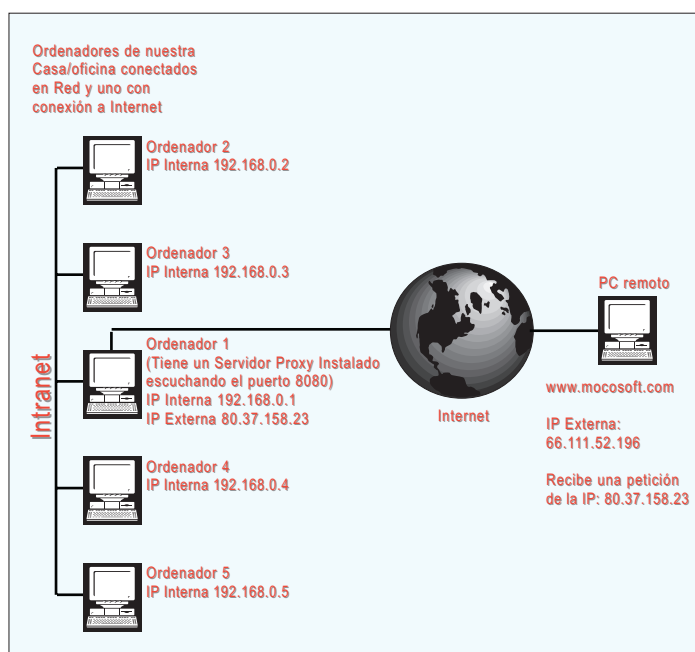 Ordenadores de nuestra
Casa/oficina conectados
en Red y uno con
conexión a Internet
Ordenador 2
IP Interna 192.168.0.2
Ordenador 3
IP Interna 192.168.0.3
Ordenador 1
(Tiene un Servidor Proxy Instalado
escuchando el puerto 8080)
IP Interna 192.168.0.1
IP Externa 80.37.158.23
Ordenador 4
IP Interna 192.168.0.4
Ordenador 5
IP Interna 192.168.0.5
Intranet
Internet
PC remoto
www.mocosoft.com
IP Externa:
66.111.52.196
Recibe una petición
de la IP: 80.37.158.23